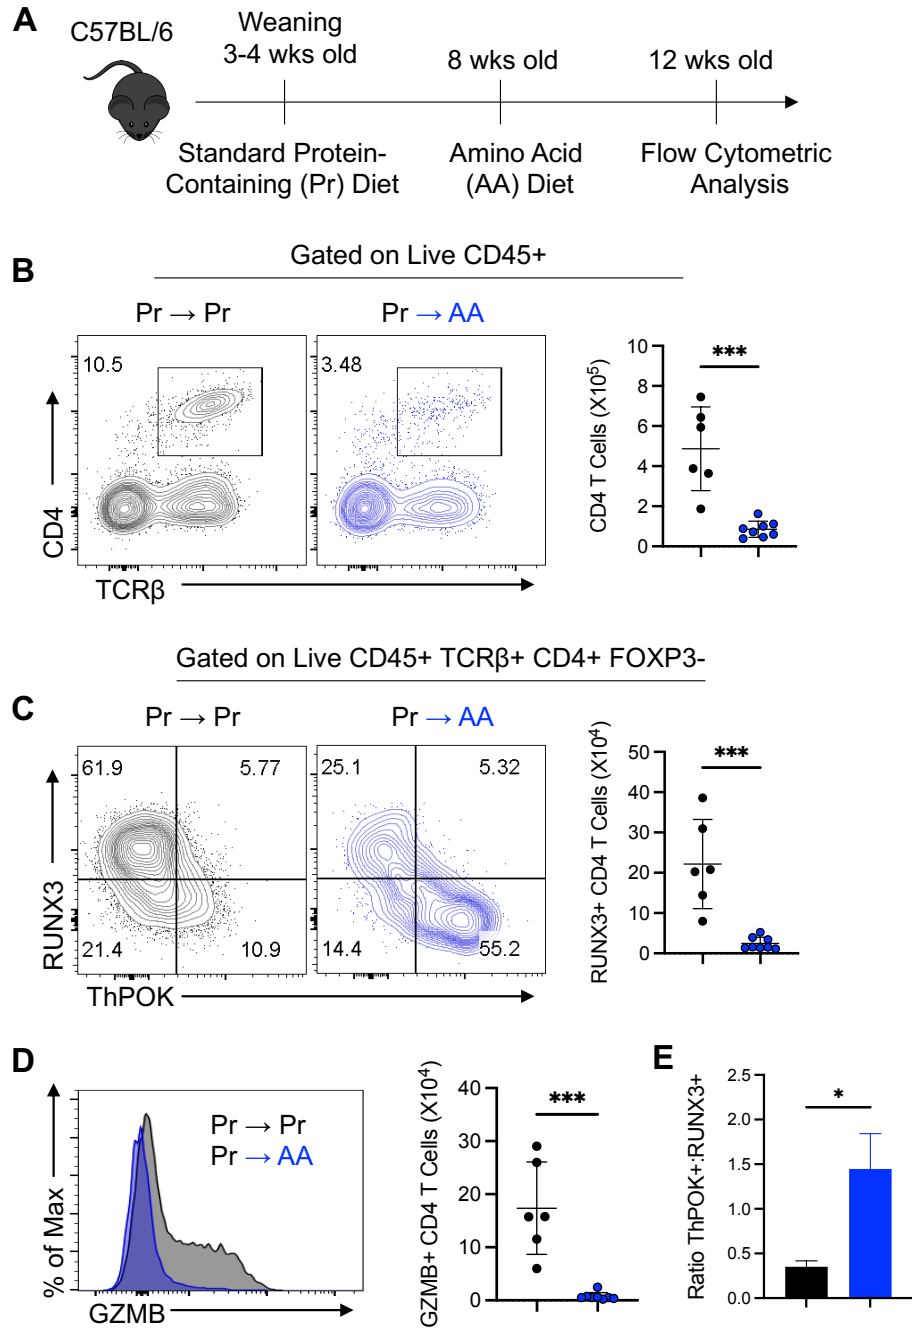 A
C57BL/6
Weaning
3-4 wks old
8 wks old
12 wks old
Standard Protein-
Containing (Pr) Diet
Amino Acid
(AA) Diet
Flow Cytometric
Analysis
B
Gated on Live CD45+
Pr → Pr
Pr → AA
10.5
3.48
CD4
TCRβ
CD4 T Cells (X10⁵)
10
8
6
4
2
0
***
Gated on Live CD45+ TCRβ+ CD4+ FOXP3-
C
Pr → Pr
Pr → AA
61.9
5.77
21.4
10.9
25.1
5.32
14.4
55.2
RUNX3
ThPOK
RUNX3+ CD4 T Cells (X10⁴)
50
40
30
20
10
0
***
D
% of Max
GZMB
Pr → Pr
Pr → AA
GZMB+ CD4 T Cells (X10⁴)
40
30
20
10
0
***
E
Ratio ThPOK+:RUNX3+
2.5
2.0
1.5
1.0
0.5
0.0
*